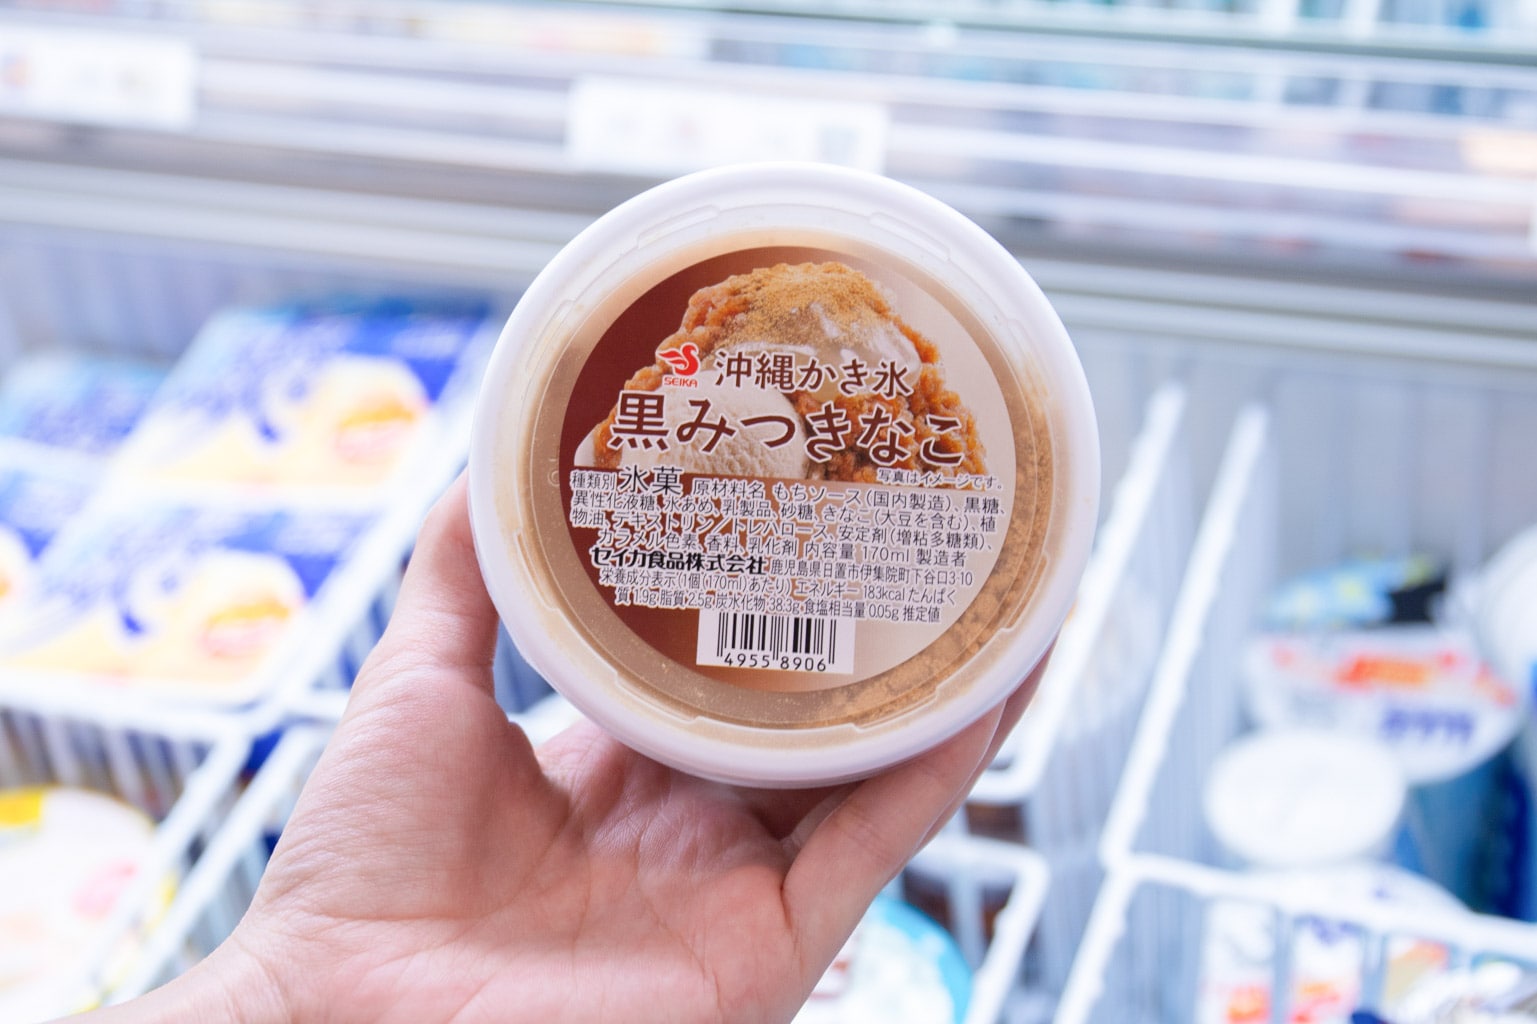 SEIKA
沖縄かき氷
黒みつきなこ
写真はイメージです。
種類別 氷菓 原材料名 もちソース(国内製造)、黒糖、
異性化液糖、水あめ、乳製品、砂糖、きなこ(大豆を含む)、植
物油、デキストリン/トレハロース、安定剤(増粘多糖類)、
カラメル色素、香料、乳化剤 内容量 170ml 製造者
セイカ食品株式会社 鹿児島県日置市伊集院町下谷口3-10
栄養成分表示(1個(170ml)あたり) エネルギー 183kcal たんぱく
質 1.9g 脂質 2.5g 炭水化物 38.3g 食塩相当量 0.05g 推定値
4955 8906